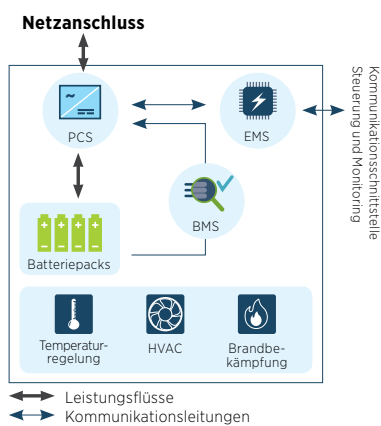 Netzanschluss
PCS
EMS
Kommunikationsschnittstelle
Steuerung und Monitoring
BMS
Batteriepacks
Temperatur-
regelung
HVAC
Brandbe-
kämpfung
Leistungsflüsse
Kommunikationsleitungen